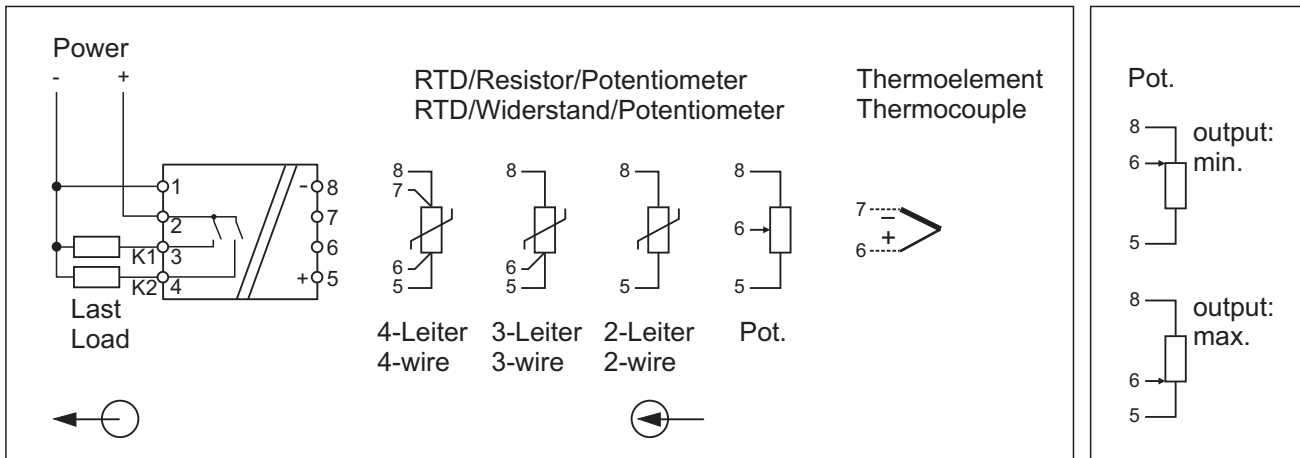 Power
- +
1
2
K1 3
K2 4
Last
Load
- 8
7
6
+ 5
RTD/Resistor/Potentiometer
RTD/Widerstand/Potentiometer
8
7
6
5
4-Leiter
4-wire
8
6
5
3-Leiter
3-wire
8
5
2-Leiter
2-wire
8
6
5
Pot.
Thermoelement
Thermocouple
7
−
+
6
Pot.
8
6
5
output:
min.
8
6
5
output:
max.